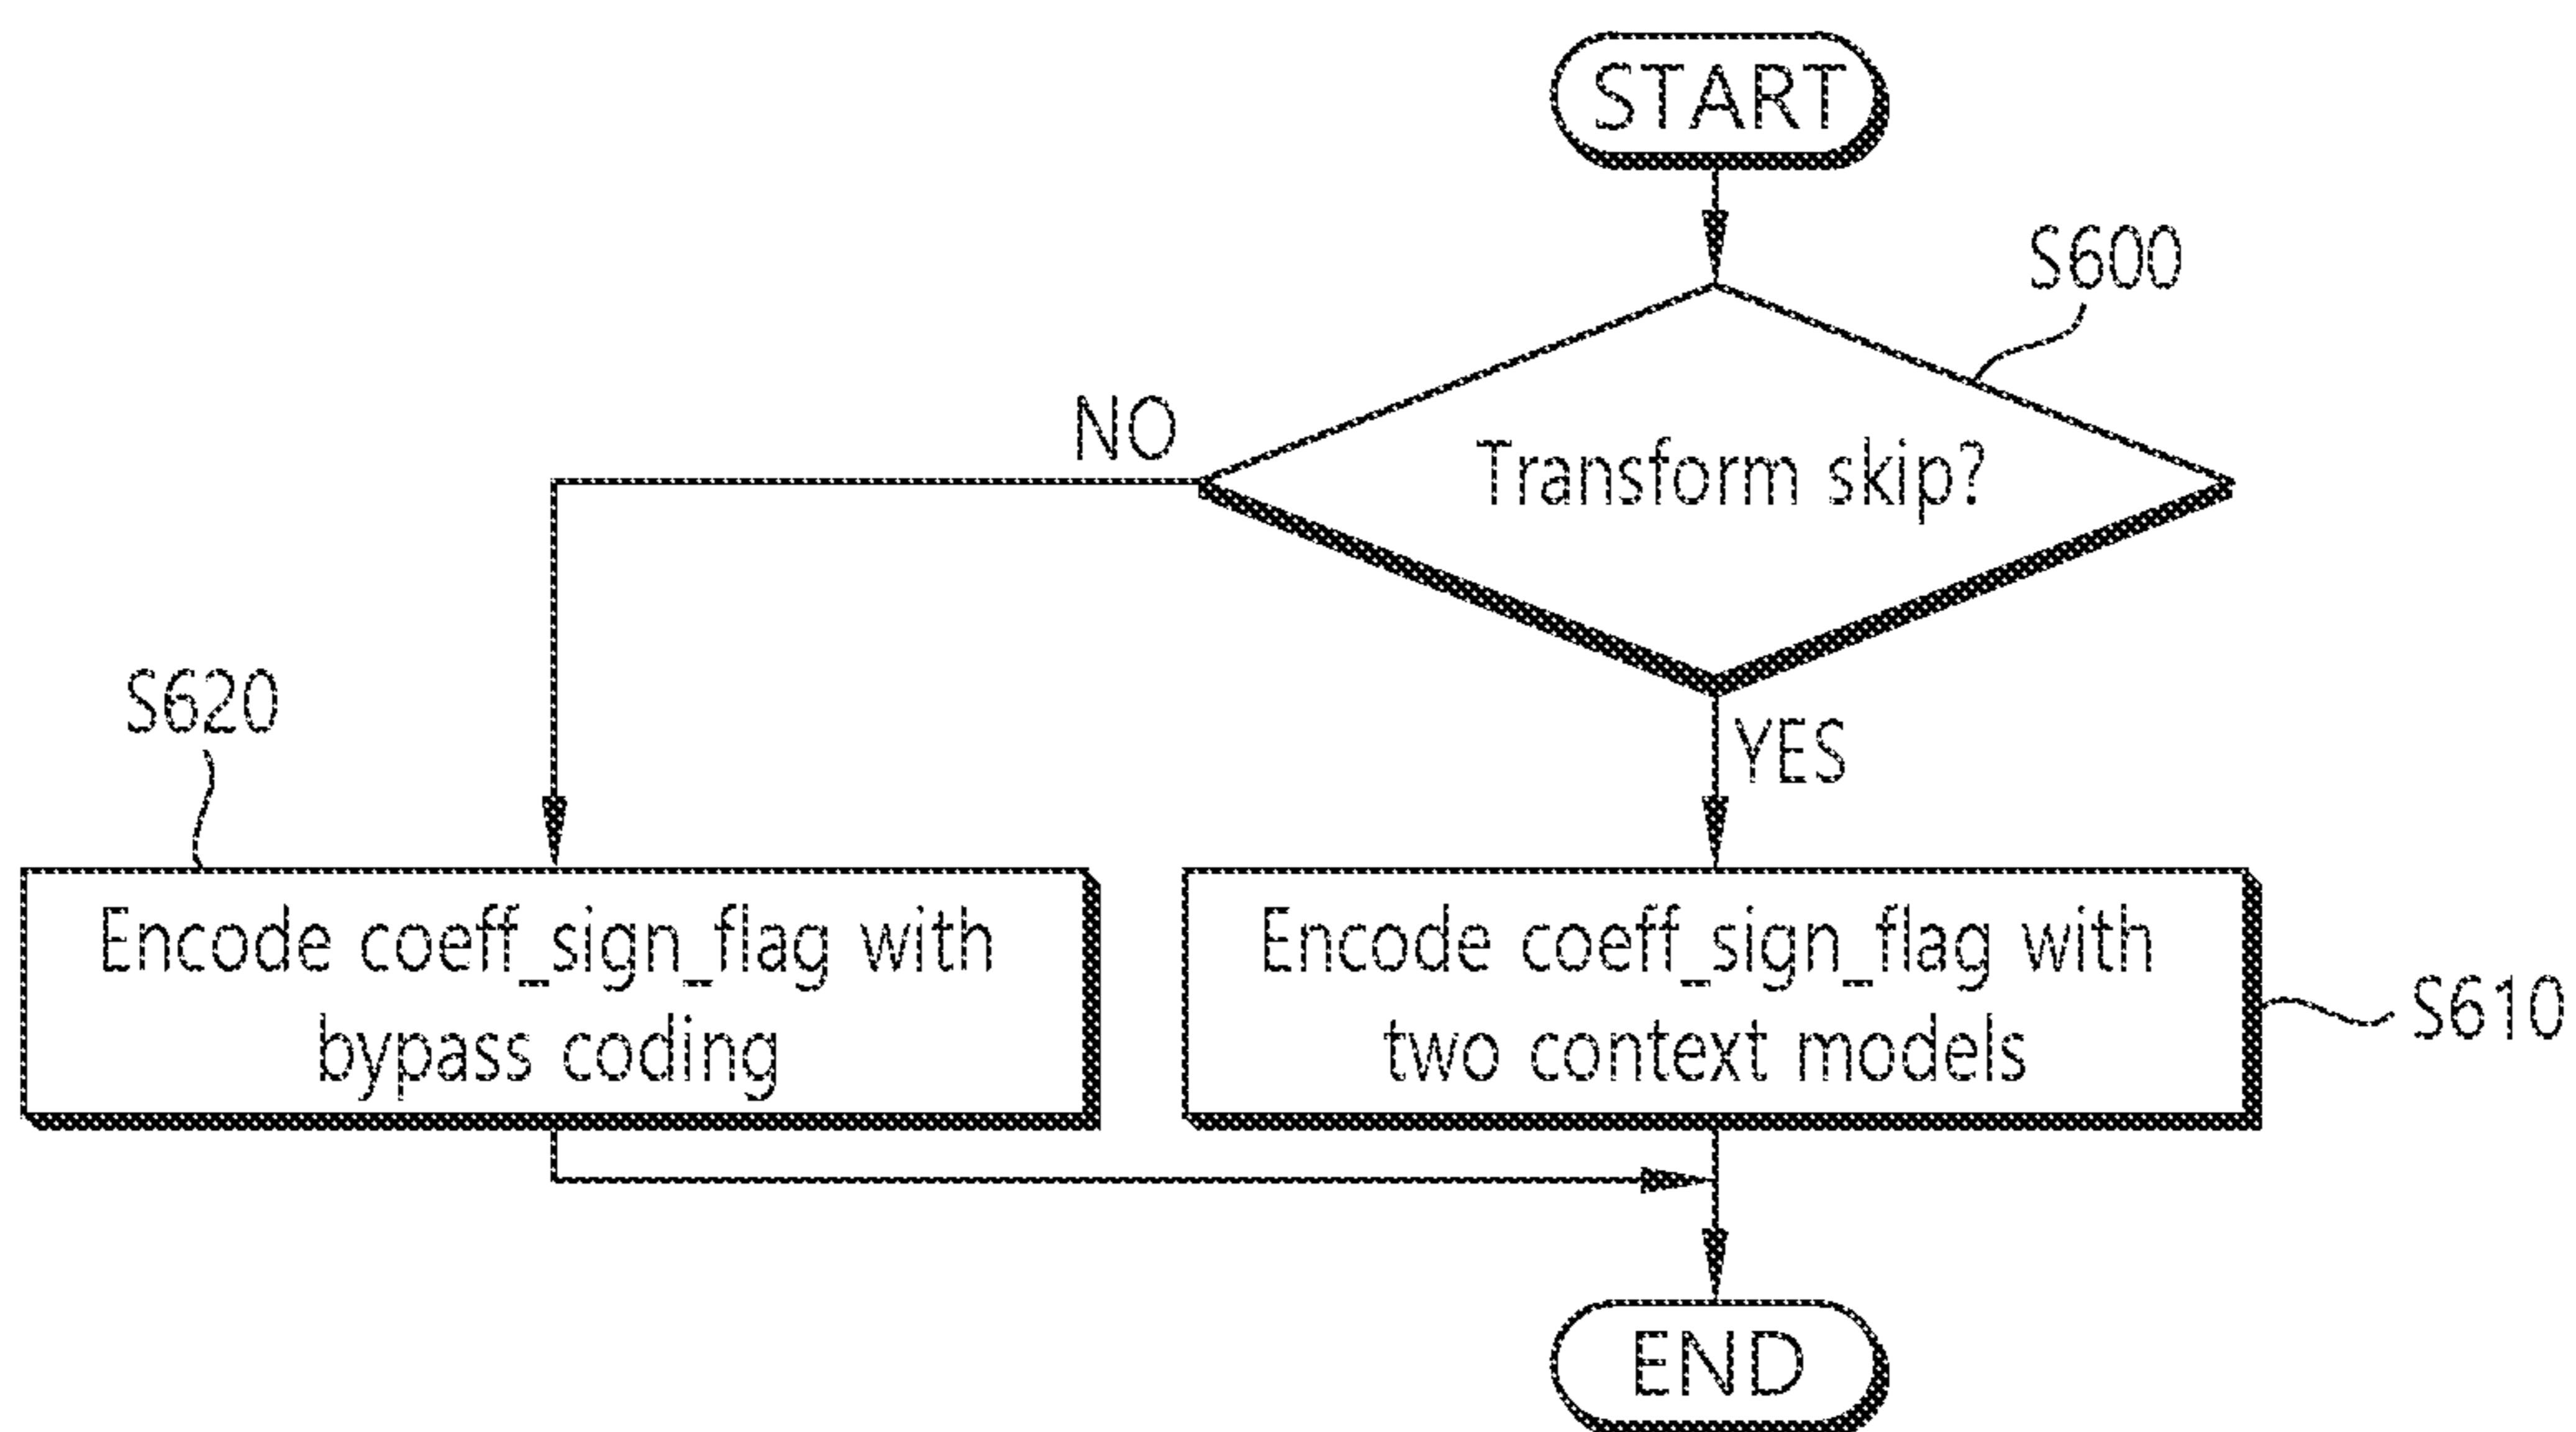 START
S600
NO
Transform skip?
S620
YES
Encode coeff_sign_flag with
bypass coding
Encode coeff_sign_flag with
two context models
S610
END